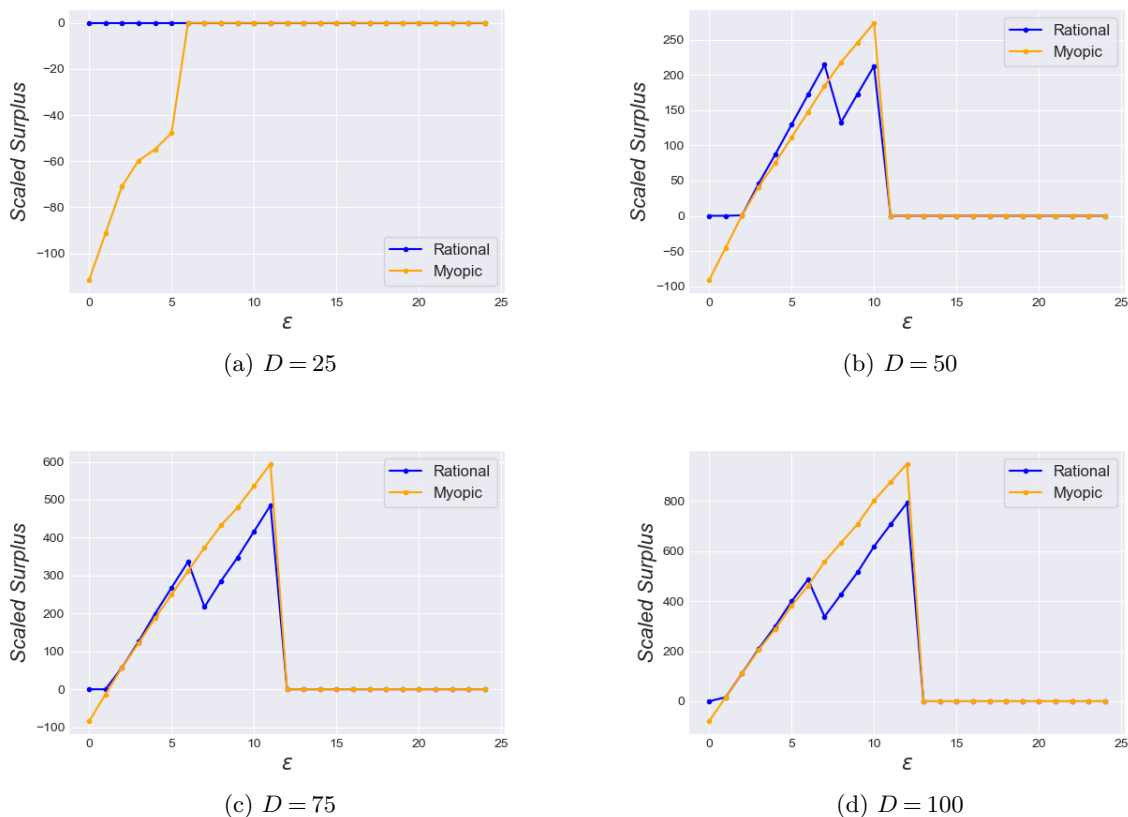 0
−20
−40
−60
−80
−100
Scaled Surplus
Rational
Myopic
0 5 10 15 20 25
ε
(a) D = 25
250
200
150
100
50
0
−50
−100
Scaled Surplus
Rational
Myopic
0 5 10 15 20 25
ε
(b) D = 50
600
500
400
300
200
100
0
−100
Scaled Surplus
Rational
Myopic
0 5 10 15 20 25
ε
(c) D = 75
800
600
400
200
0
Scaled Surplus
Rational
Myopic
0 5 10 15 20 25
ε
(d) D = 100